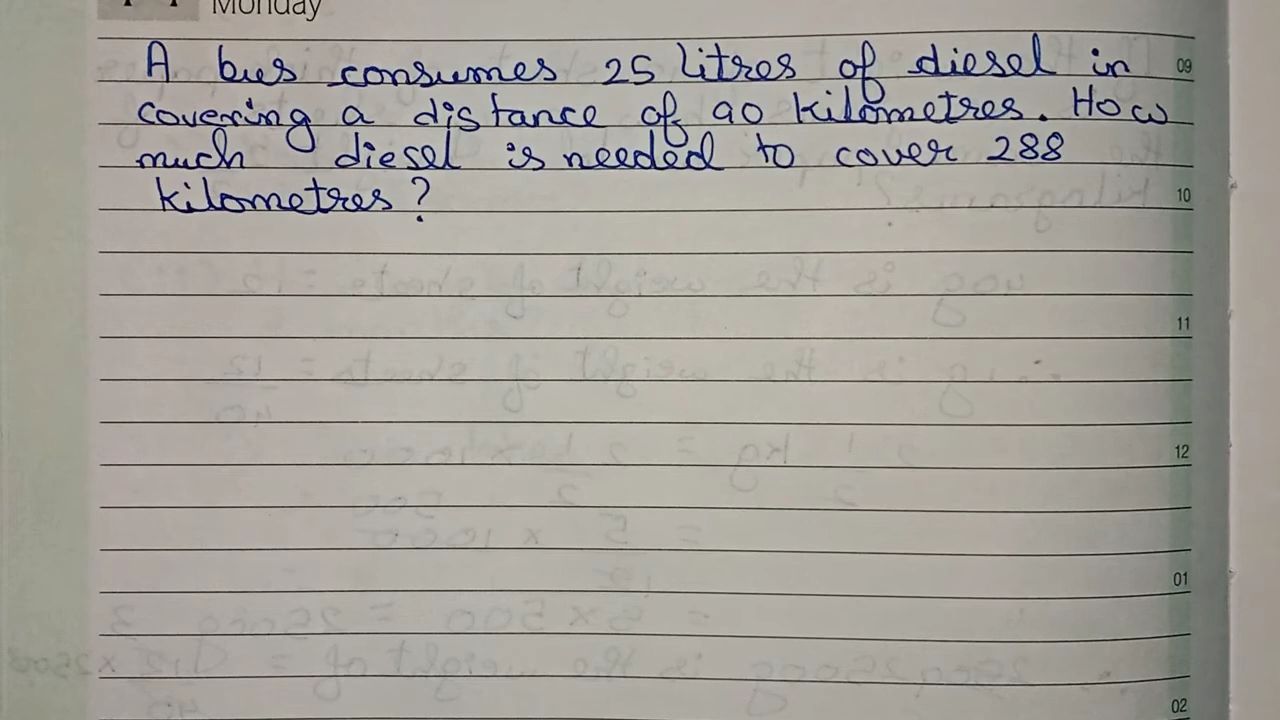 Monday
A bus consumes 25 litres of diesel in
covering a distance of 90 kilometres. How
much diesel is needed to cover 288
kilometres?
09
10
11
12
01
02